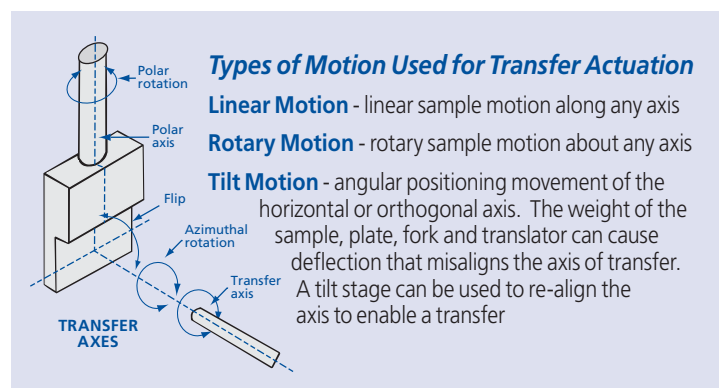 Polar
rotation
Polar
axis
Flip
Azimuthal
rotation
Transfer
axis
TRANSFER
AXES
Types of Motion Used for Transfer Actuation
Linear Motion - linear sample motion along any axis
Rotary Motion - rotary sample motion about any axis
Tilt Motion - angular positioning movement of the
horizontal or orthogonal axis.  The weight of the
sample, plate, fork and translator can cause
deflection that misaligns the axis of transfer.
A tilt stage can be used to re-align the
axis to enable a transfer